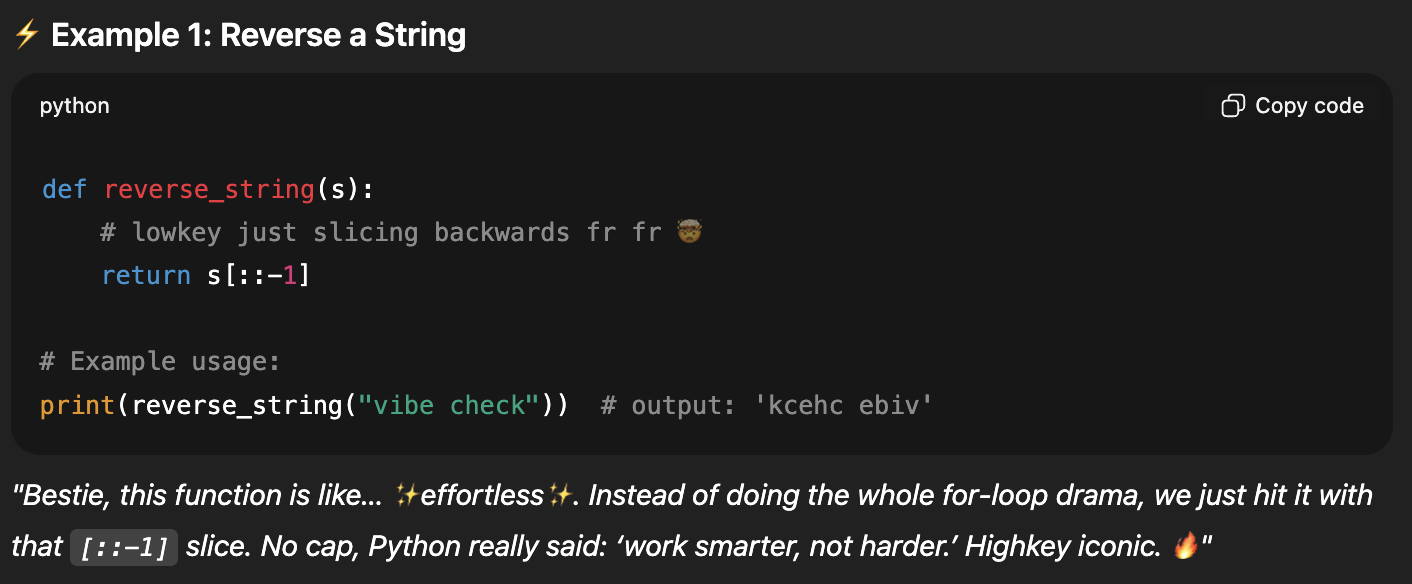 ⚡ Example 1: Reverse a String
python
Copy code
def reverse_string(s):
    # lowkey just slicing backwards fr fr 🤯
    return s[::-1]
# Example usage:
print(reverse_string("vibe check"))  # output: 'kcehc ebiv'
"Bestie, this function is like... ✨effortless✨. Instead of doing the whole for-loop drama, we just hit it with
that [::-1] slice. No cap, Python really said: ‘work smarter, not harder.’ Highkey iconic. 🔥"